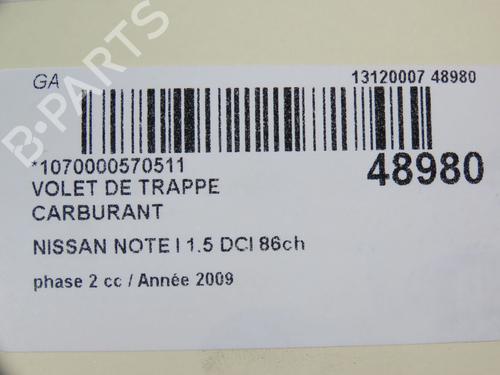 GA
13120007 48980
*1070000570511
48980
VOLET DE TRAPPE
CARBURANT
NISSAN NOTE I 1.5 DCI 86ch
phase 2 cc / Année 2009
B-PARTS